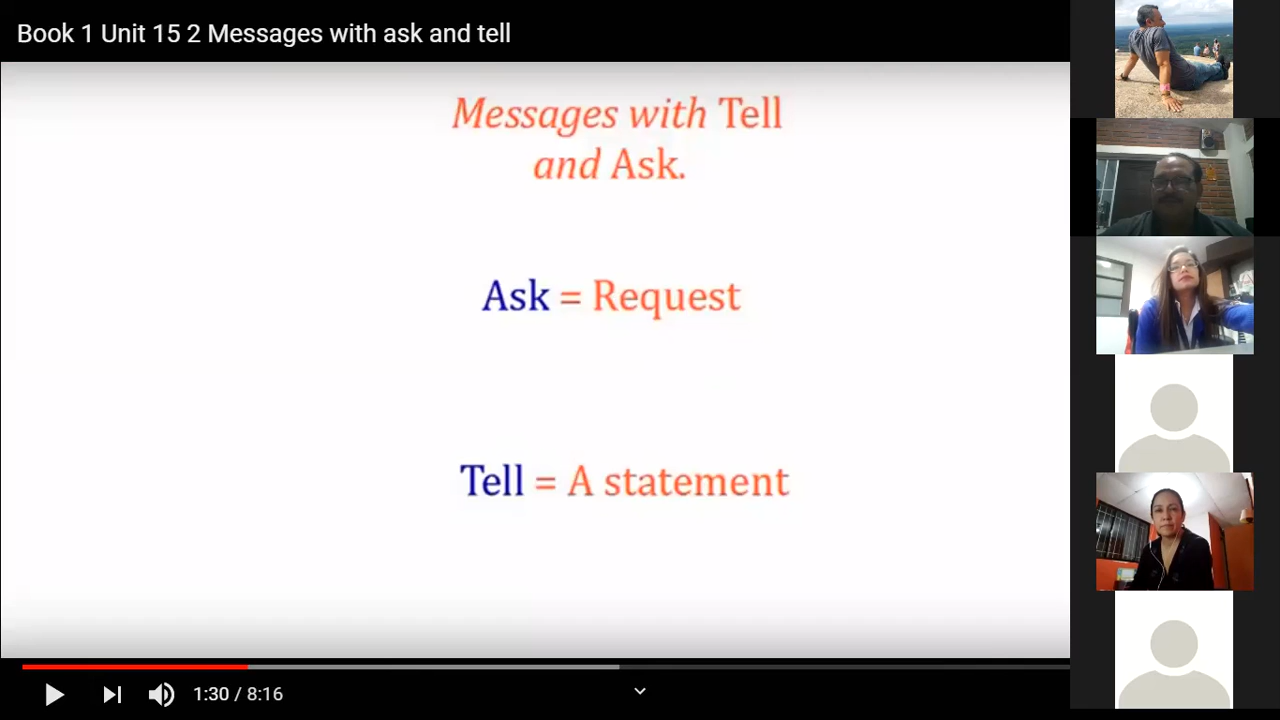 Book 1 Unit 15 2 Messages with ask and tell
Messages with Tell
and Ask.
Ask = Request
Tell = A statement
1:30 / 8:16